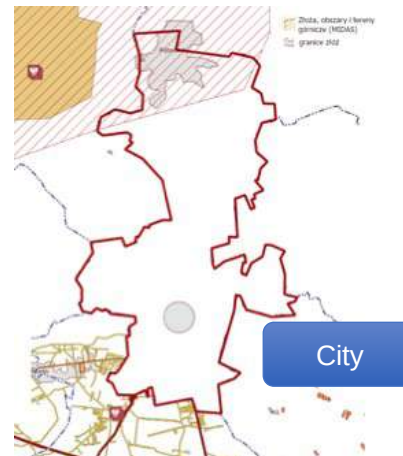 Złoża, obszary i tereny
górnicze (MIDAS)
granice złóż
City